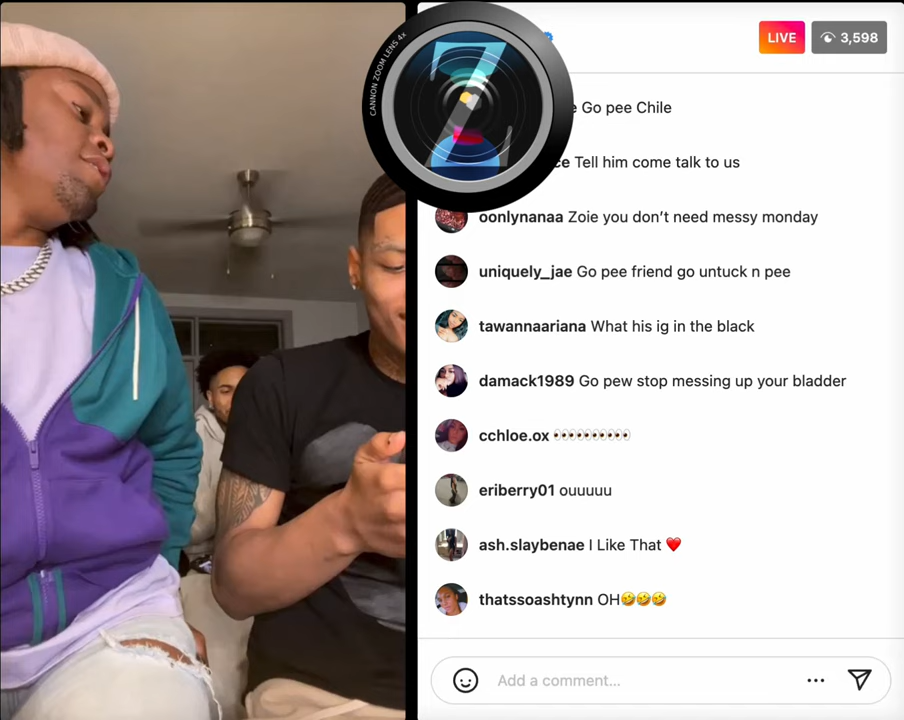 CANNON ZOOM LENS 4x
Z
LIVE 3,598
Go pee Chile
Tell him come talk to us
oonlynanaa Zoie you don’t need messy monday
uniquely_jae Go pee friend go untuck n pee
tawannaariana What his ig in the black
damack1989 Go pew stop messing up your bladder
cchloe.ox 👀👀👀👀👀👀👀👀👀👀
eriberry01 ouuuuu
ash.slaybenae I Like That ❤️
thatssoashtynn OH🤣🤣🤣
Add a comment...